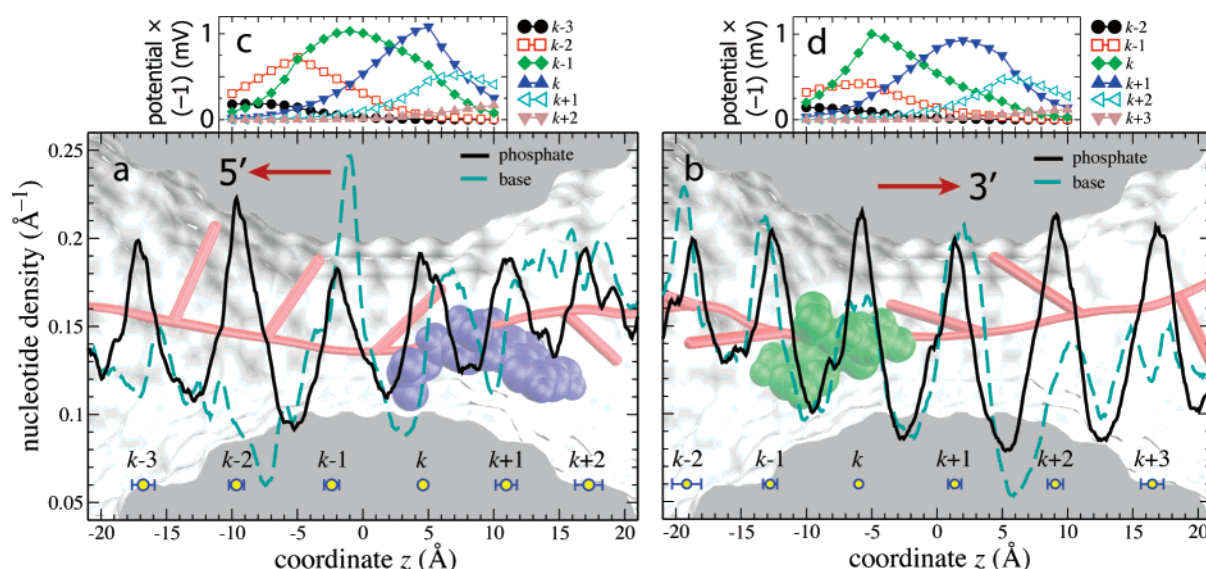 potential ×
(−1) (mV)
1
0
c
k-3
k-2
k-1
k
k+1
k+2
potential ×
(−1) (mV)
1
0
d
k-2
k-1
k
k+1
k+2
k+3
nucleotide density (Å⁻¹)
0.25
0.2
0.15
0.1
0.05
a
5′
phosphate
base
k-3
k-2
k-1
k
k+1
k+2
-20 -15 -10 -5 0 5 10 15 20
coordinate z (Å)
b
3′
phosphate
base
k-2
k-1
k
k+1
k+2
k+3
-20 -15 -10 -5 0 5 10 15 20
coordinate z (Å)